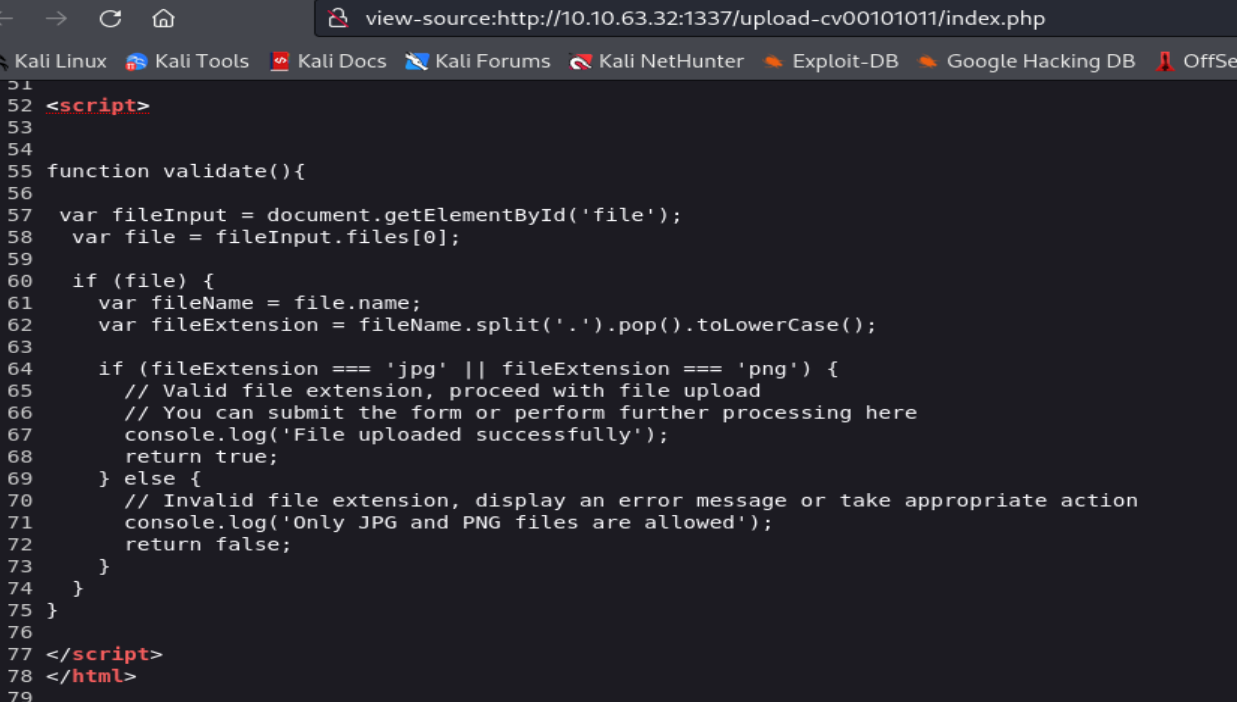 view-source:http://10.10.63.32:1337/upload-cv00101011/index.php
Kali Linux Kali Tools Kali Docs Kali Forums Kali NetHunter Exploit-DB Google Hacking DB OffSe
51
52 <script>
53
54
55 function validate(){
56
57 var fileInput = document.getElementById('file');
58 var file = fileInput.files[0];
59
60 if (file) {
61 var fileName = file.name;
62 var fileExtension = fileName.split('.').pop().toLowerCase();
63
64 if (fileExtension === 'jpg' || fileExtension === 'png') {
65 // Valid file extension, proceed with file upload
66 // You can submit the form or perform further processing here
67 console.log('File uploaded successfully');
68 return true;
69 } else {
70 // Invalid file extension, display an error message or take appropriate action
71 console.log('Only JPG and PNG files are allowed');
72 return false;
73 }
74 }
75 }
76
77 </script>
78 </html>
79